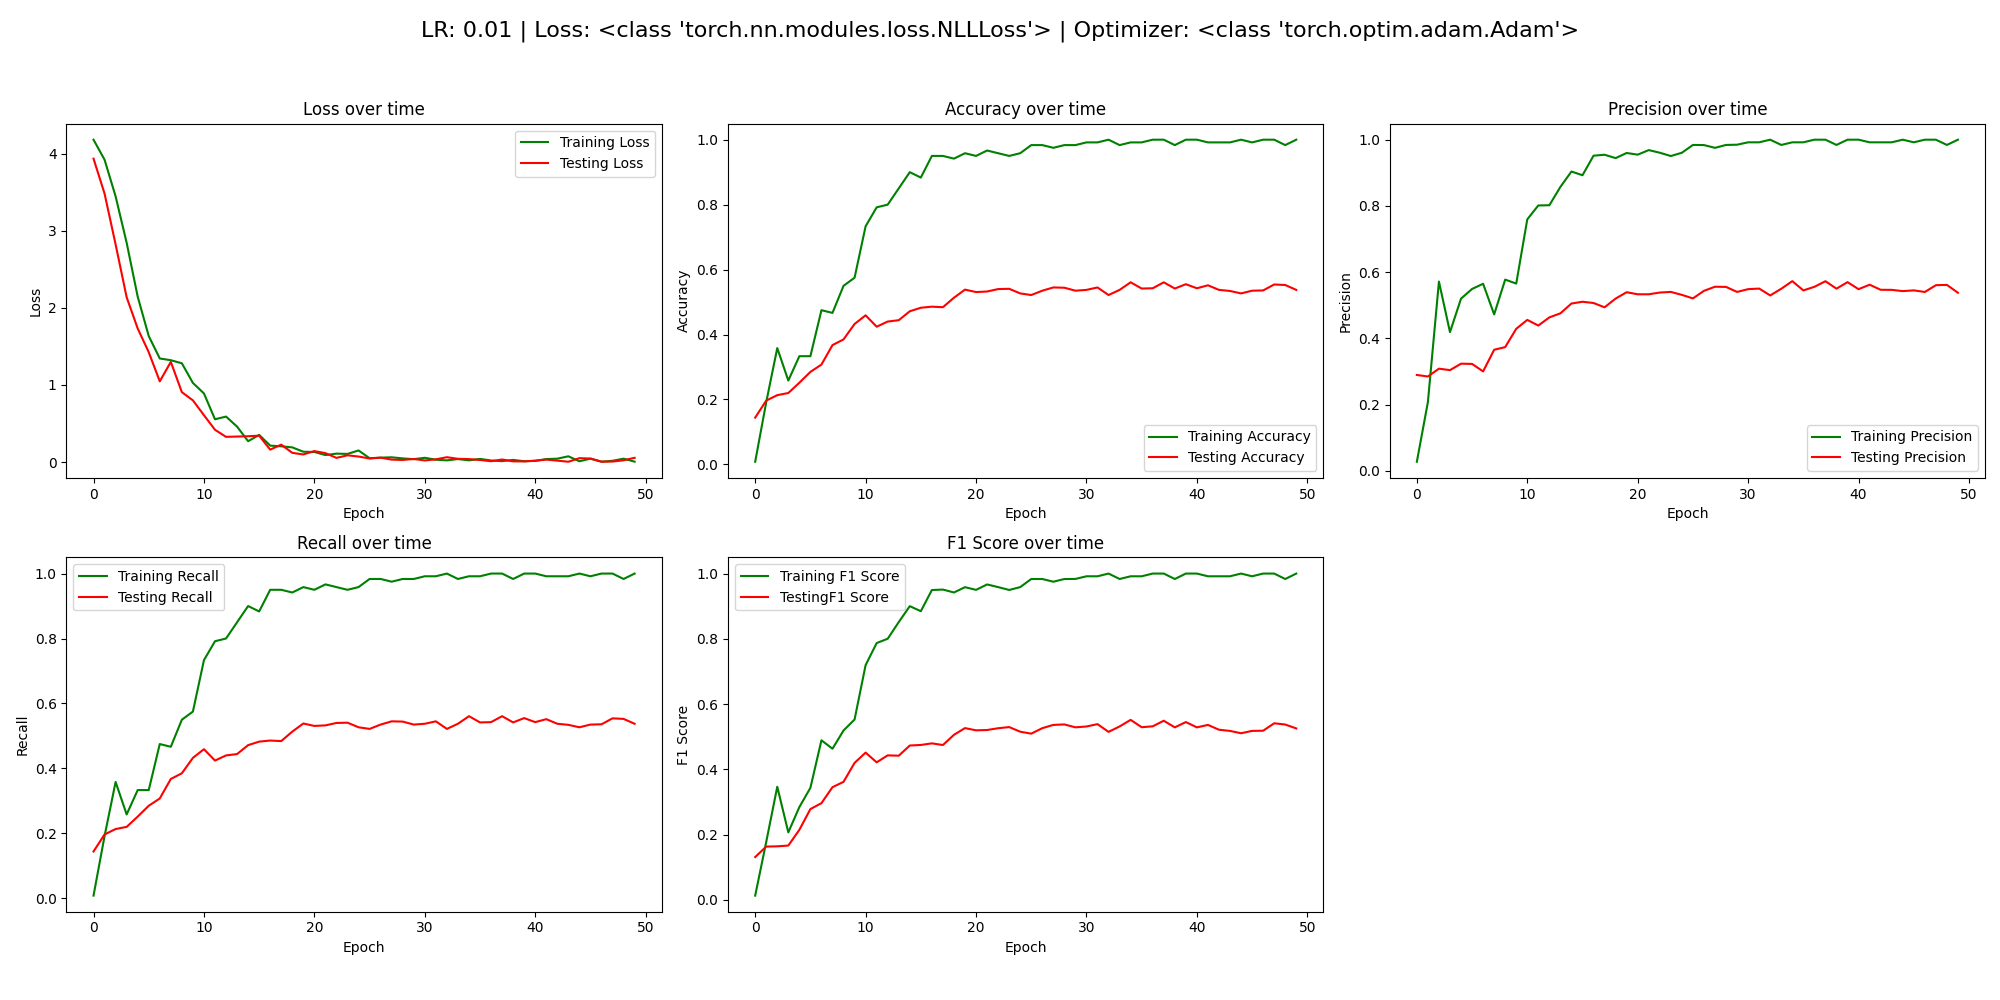 LR: 0.01 | Loss: <class 'torch.nn.modules.loss.NLLLoss'> | Optimizer: <class 'torch.optim.adam.Adam'>
Loss over time
4
3
2
1
0
Loss
Training Loss
Testing Loss
0 10 20 30 40 50
Epoch
Accuracy over time
1.0
0.8
0.6
0.4
0.2
0.0
Accuracy
Training Accuracy
Testing Accuracy
0 10 20 30 40 50
Epoch
Precision over time
1.0
0.8
0.6
0.4
0.2
0.0
Precision
Training Precision
Testing Precision
0 10 20 30 40 50
Epoch
Recall over time
1.0
0.8
0.6
0.4
0.2
0.0
Recall
Training Recall
Testing Recall
0 10 20 30 40 50
Epoch
F1 Score over time
1.0
0.8
0.6
0.4
0.2
0.0
F1 Score
Training F1 Score
TestingF1 Score
0 10 20 30 40 50
Epoch